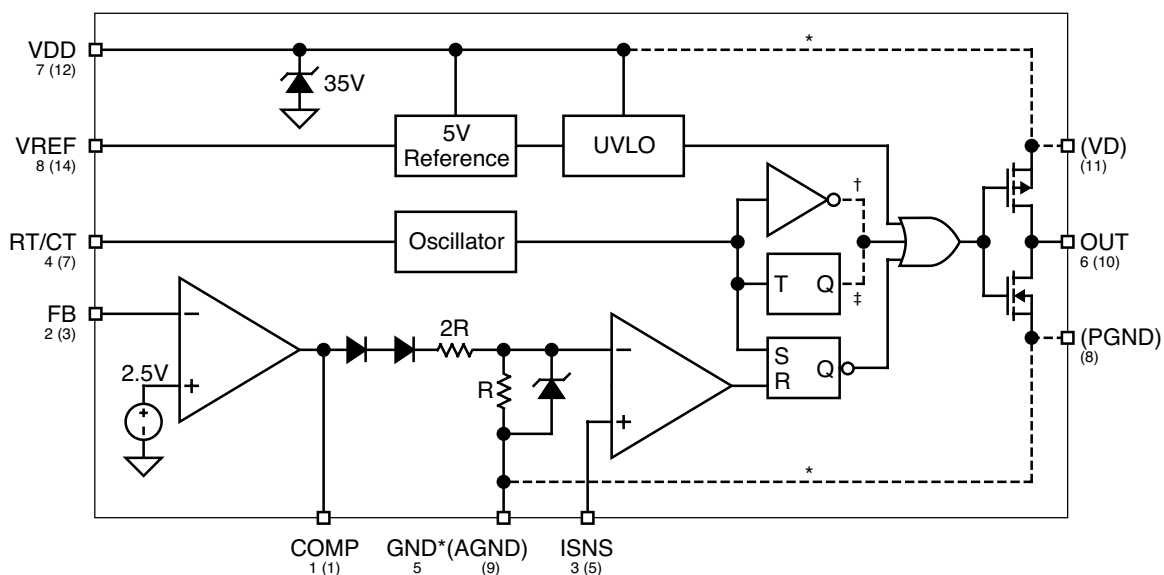 VDD
7 (12)
*
35V
VREF
8 (14)
5V
Reference
UVLO
(VD)
(11)
†
RT/CT
4 (7)
Oscillator
OUT
6 (10)
T Q
‡
FB
2 (3)
−
2.5V
+
+
-
2R
R
−
+
S
R
Q
(PGND)
(8)
*
COMP
1 (1)
GND*(AGND)
5 (9)
ISNS
3 (5)